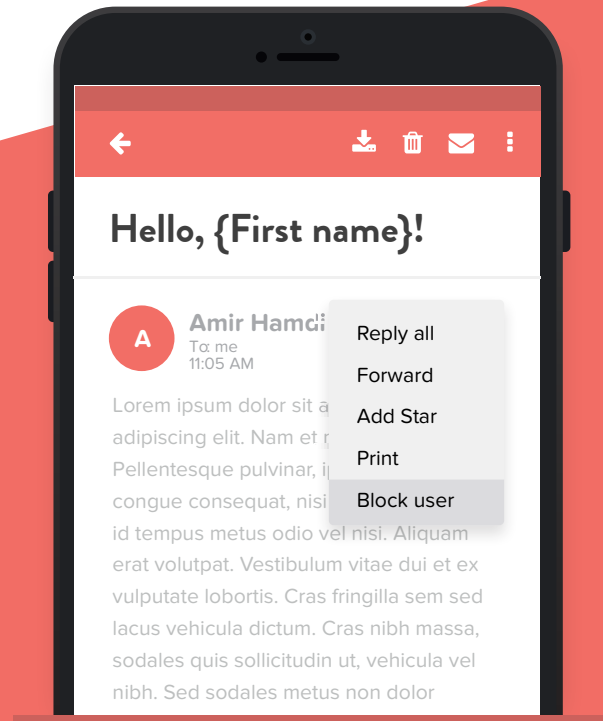 Hello, {First name}!
A
Amir Hamdi
To: me
11:05 AM
Reply all
Forward
Add Star
Print
Block user
Lorem ipsum dolor sit
adipiscing elit. Nam et
Pellentesque pulvinar,
congue consequat, nisi
id tempus metus odio vel nisi. Aliquam
erat volutpat. Vestibulum vitae dui et ex
vulputate lobortis. Cras fringilla sem sed
lacus vehicula dictum. Cras nibh massa,
sodales quis sollicitudin ut, vehicula vel
nibh. Sed sodales metus non dolor